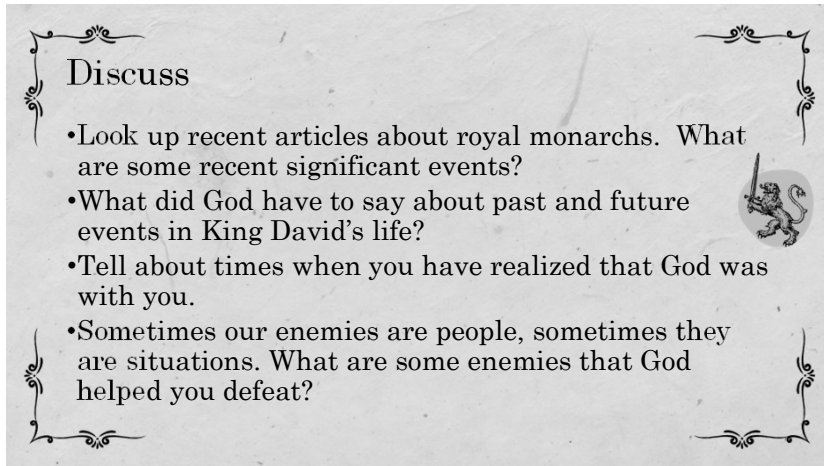 Discuss
•Look up recent articles about royal monarchs.  What
are some recent significant events?
•What did God have to say about past and future
events in King David’s life?
•Tell about times when you have realized that God was
with you.
•Sometimes our enemies are people, sometimes they
are situations. What are some enemies that God
helped you defeat?